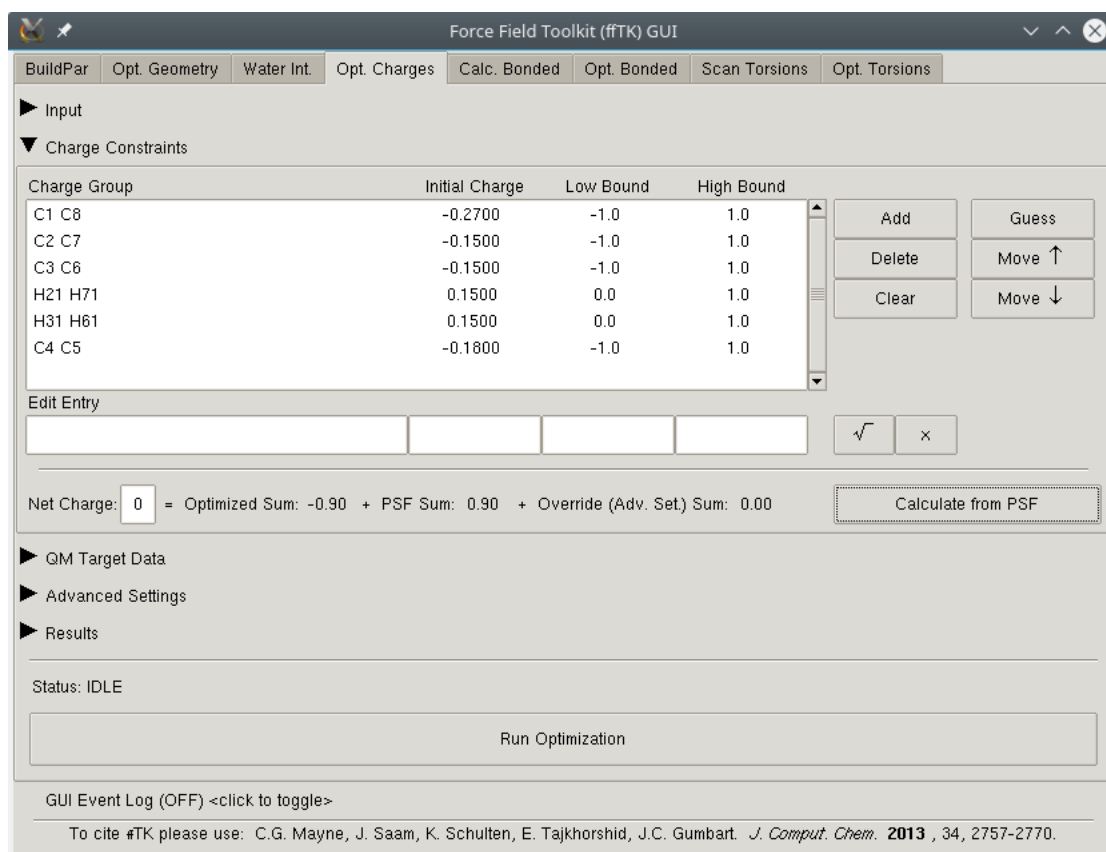 Force Field Toolkit (ffTK) GUI
BuildPar Opt. Geometry Water Int. Opt. Charges Calc. Bonded Opt. Bonded Scan Torsions Opt. Torsions
Input
Charge Constraints
Charge Group Initial Charge Low Bound High Bound
C1 C8 -0.2700 -1.0 1.0 Add Guess
C2 C7 -0.1500 -1.0 1.0
C3 C6 -0.1500 -1.0 1.0 Delete Move ↑
H21 H71 0.1500 0.0 1.0 Clear Move ↓
H31 H61 0.1500 0.0 1.0
C4 C5 -0.1800 -1.0 1.0
Edit Entry
√ ×
Net Charge: 0 = Optimized Sum: -0.90 + PSF Sum: 0.90 + Override (Adv. Set.) Sum: 0.00 Calculate from PSF
QM Target Data
Advanced Settings
Results
Status: IDLE
Run Optimization
GUI Event Log (OFF) <click to toggle>
To cite ffTK please use: C.G. Mayne, J. Saam, K. Schulten, E. Tajkhorshid, J.C. Gumbart. J. Comput. Chem. 2013 , 34, 2757-2770.